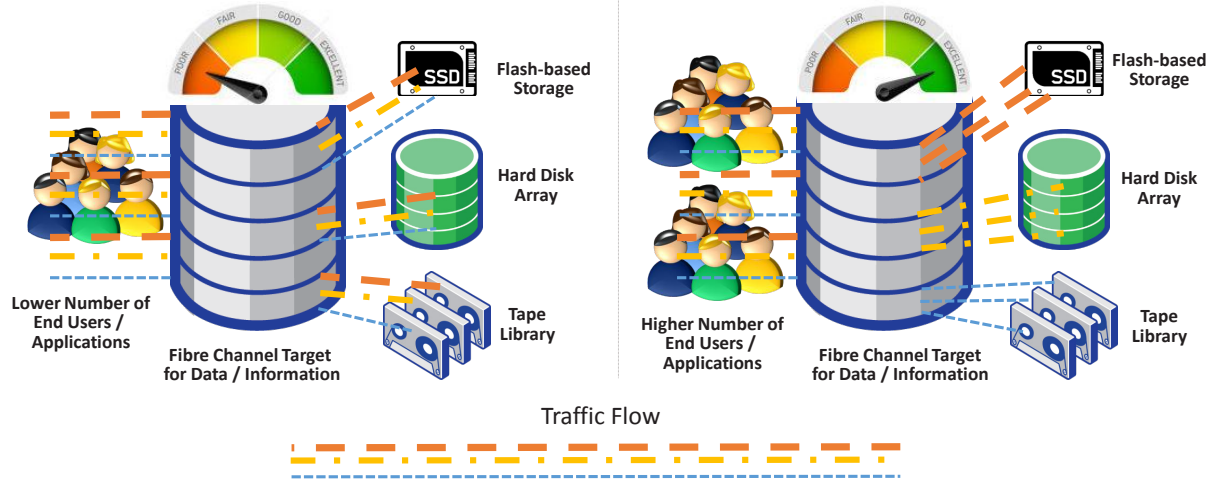 POOR
FAIR
GOOD
EXCELLENT
SSD
Flash-based
Storage
Hard Disk
Array
Tape
Library
Lower Number of
End Users /
Applications
Fibre Channel Target
for Data / Information
POOR
FAIR
GOOD
EXCELLENT
SSD
Flash-based
Storage
Hard Disk
Array
Tape
Library
Higher Number of
End Users /
Applications
Fibre Channel Target
for Data / Information
Traffic Flow